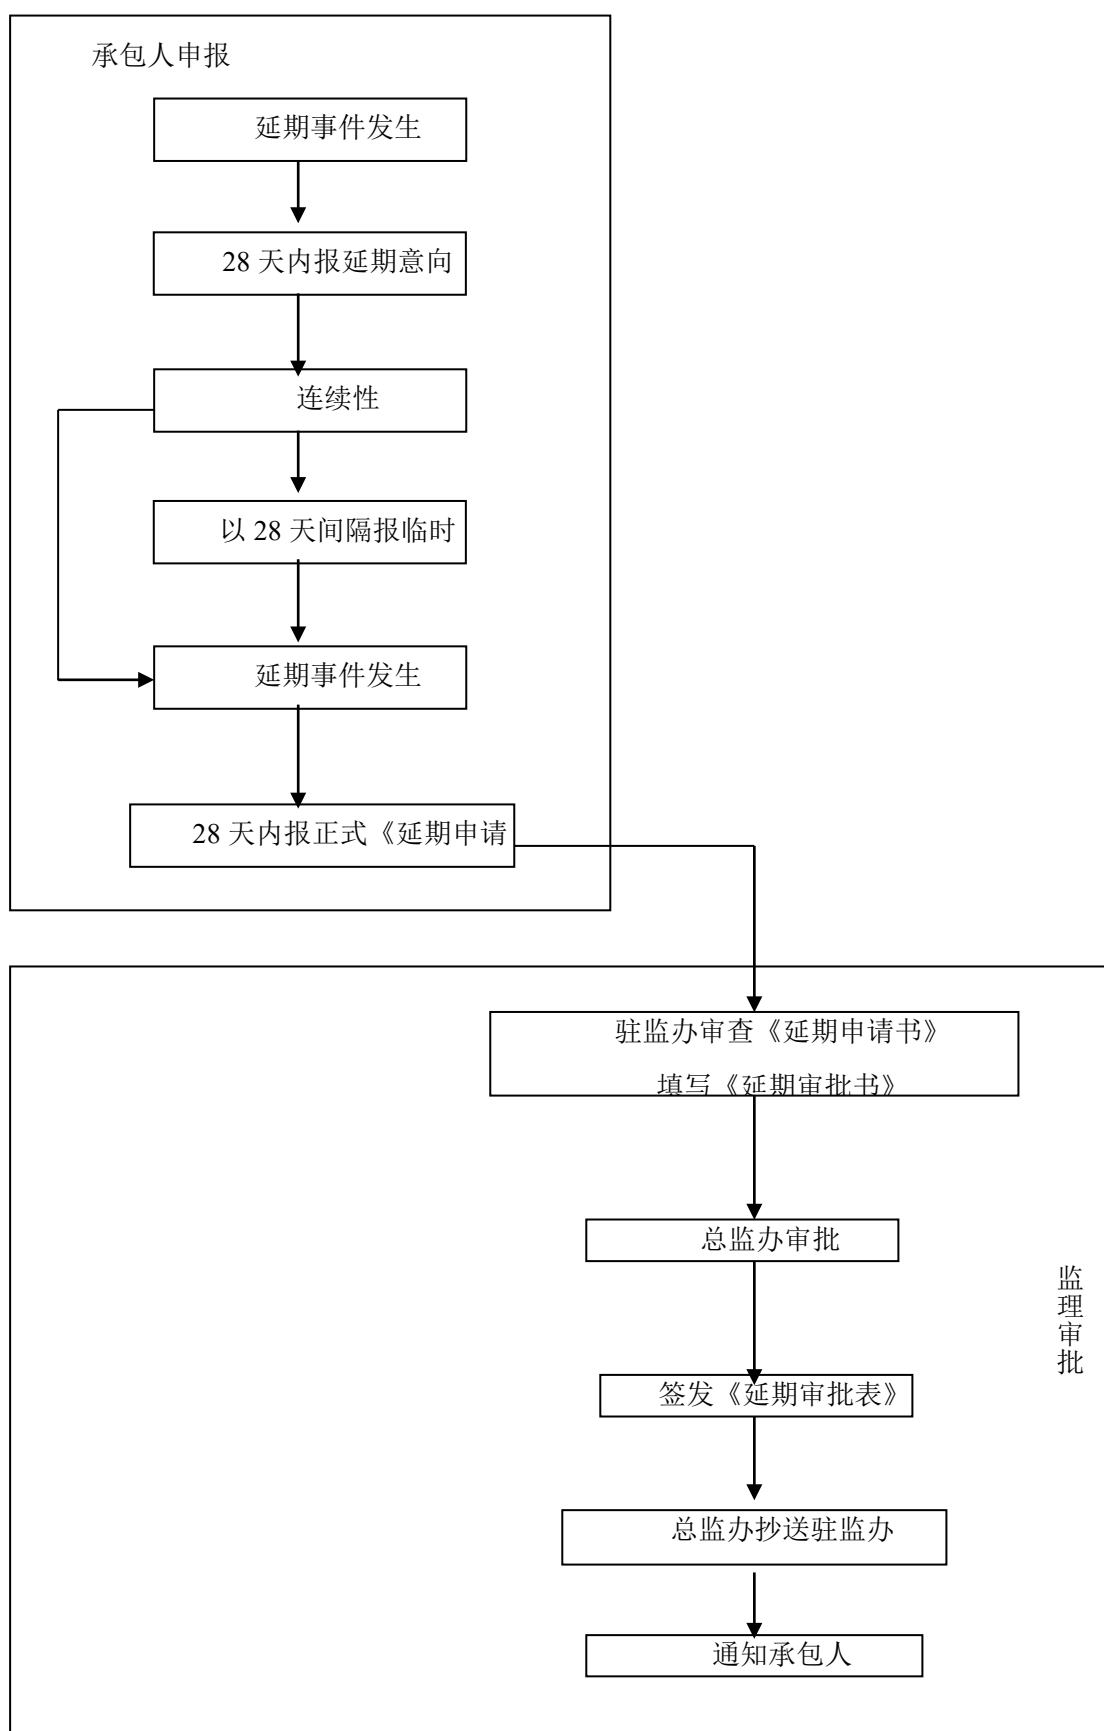 承包人申报
延期事件发生
28 天内报延期意向
连续性
以 28 天间隔报临时
延期事件发生
28 天内报正式《延期申请
驻监办审查《延期申请书》
填写《延期审批书》
总监办审批
监理审批
签发《延期审批表》
总监办抄送驻监办
通知承包人